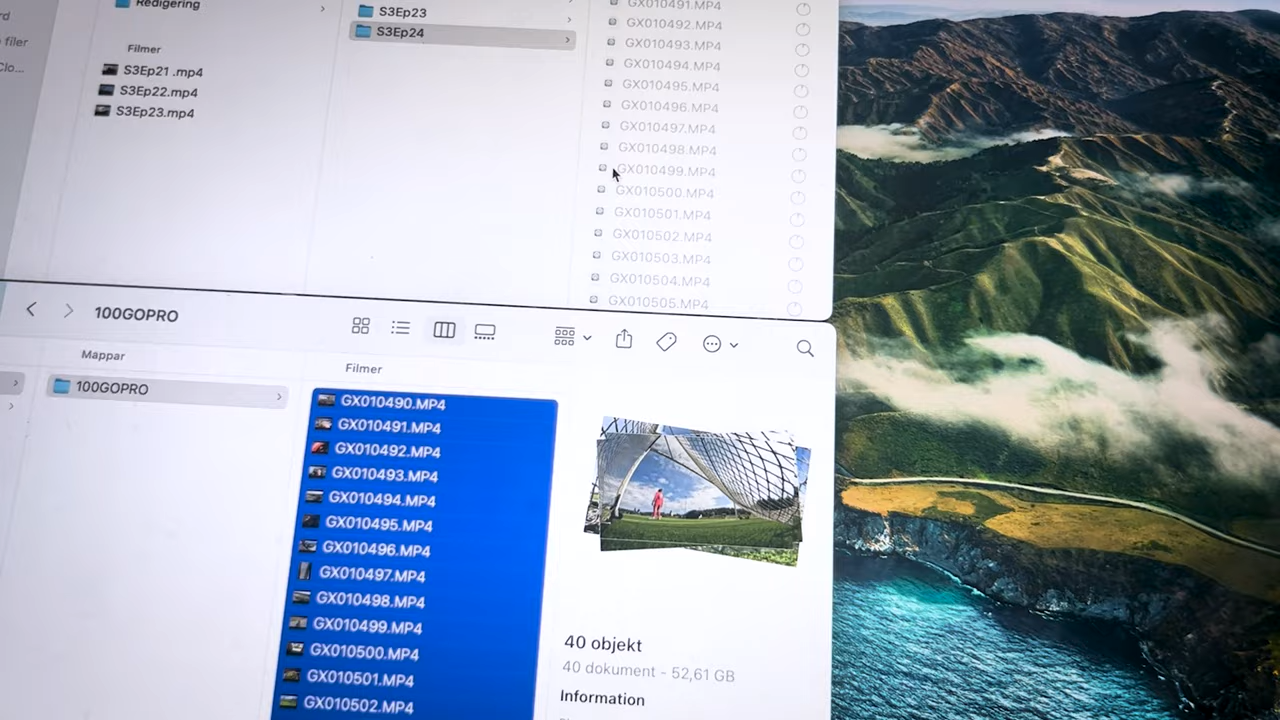 Redigering
Filmer
S3Ep21 .mp4
S3Ep22.mp4
S3Ep23.mp4
S3Ep23
S3Ep24
GX010491.MP4
GX010492.MP4
GX010493.MP4
GX010494.MP4
GX010495.MP4
GX010496.MP4
GX010497.MP4
GX010498.MP4
GX010499.MP4
GX010500.MP4
GX010501.MP4
GX010502.MP4
GX010503.MP4
GX010504.MP4
GX010505.MP4
filer
100GOPRO
Mappar
100GOPRO
Filmer
GX010490.MP4
GX010491.MP4
GX010492.MP4
GX010493.MP4
GX010494.MP4
GX010495.MP4
GX010496.MP4
GX010497.MP4
GX010498.MP4
GX010499.MP4
GX010500.MP4
GX010501.MP4
GX010502.MP4
40 objekt
40 dokument - 52,61 GB
Information